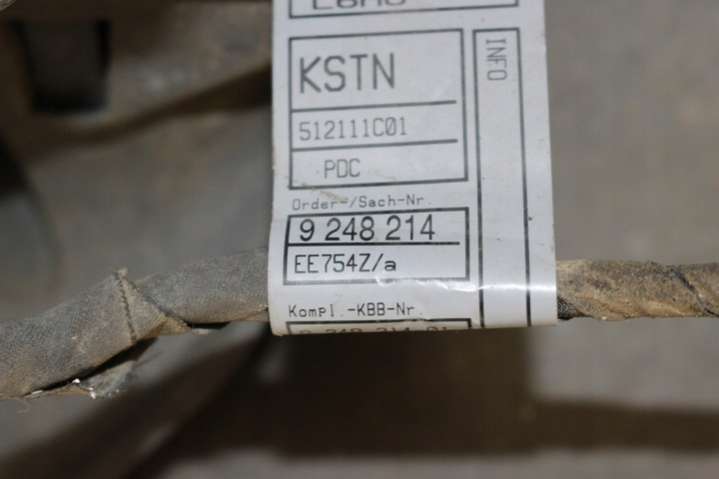 KSTN
INFO
512111C01
PDC
Order-/Sach-Nr.
9 248 214
EE754Z/a
Kompl.-KBB-Nr.